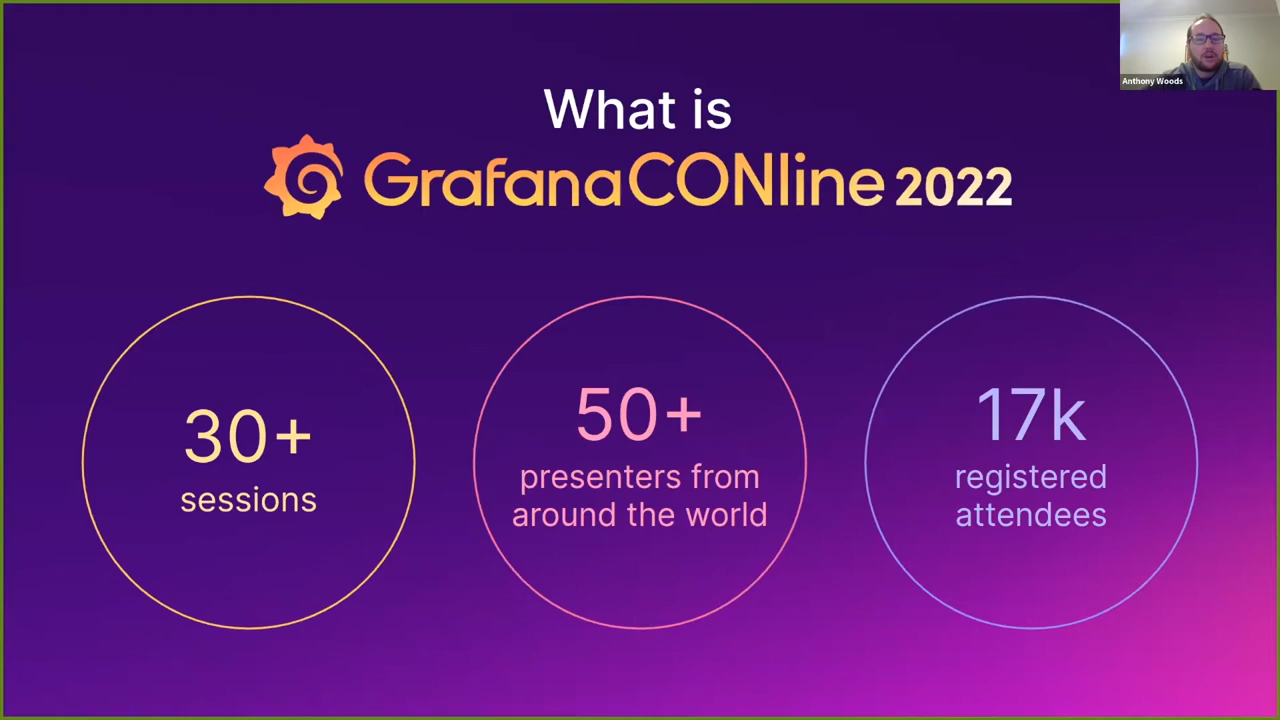 Anthony Woods
What is
GrafanaCONline 2022
30+
sessions
50+
presenters from
around the world
17k
registered
attendees